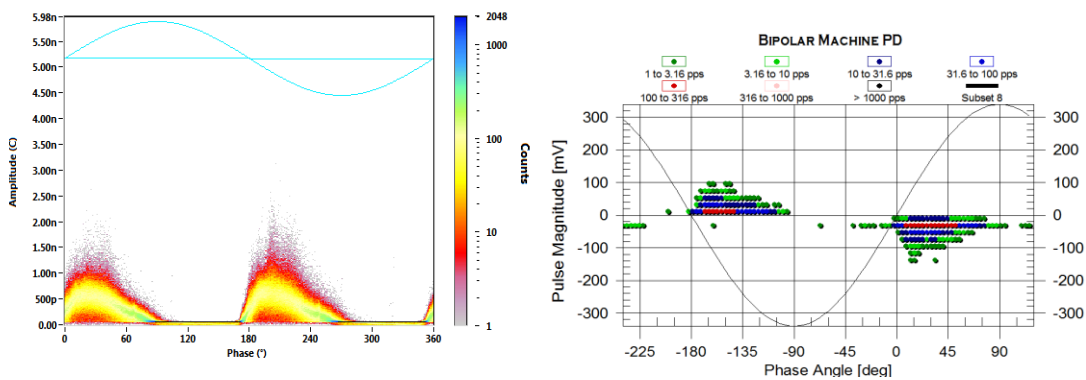 5.98n
5.50n
5.00n
4.50n
4.00n
3.50n
3.00n
2.50n
2.00n
1.50n
1.00n
500p
0.00
Amplitude (C)
0 60 120 180 240 300 360
Phase (°)
2048
1000
100
10
1
Counts
BIPOLAR MACHINE PD
1 to 3.16 pps 3.16 to 10 pps 10 to 31.6 pps 31.6 to 100 pps
100 to 316 pps 316 to 1000 pps > 1000 pps Subset 8
Pulse Magnitude [mV]
300 300
200 200
100 100
0 0
-100 -100
-200 -200
-300 -300
-225 -180 -135 -90 -45 0 45 90
Phase Angle [deg]